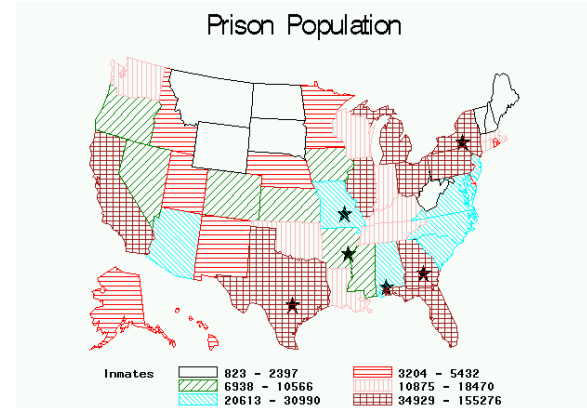 Prison Population
Inmates 823 - 2397 3204 - 5432
6938 - 10566 10875 - 18470
20613 - 30990 34929 - 155276